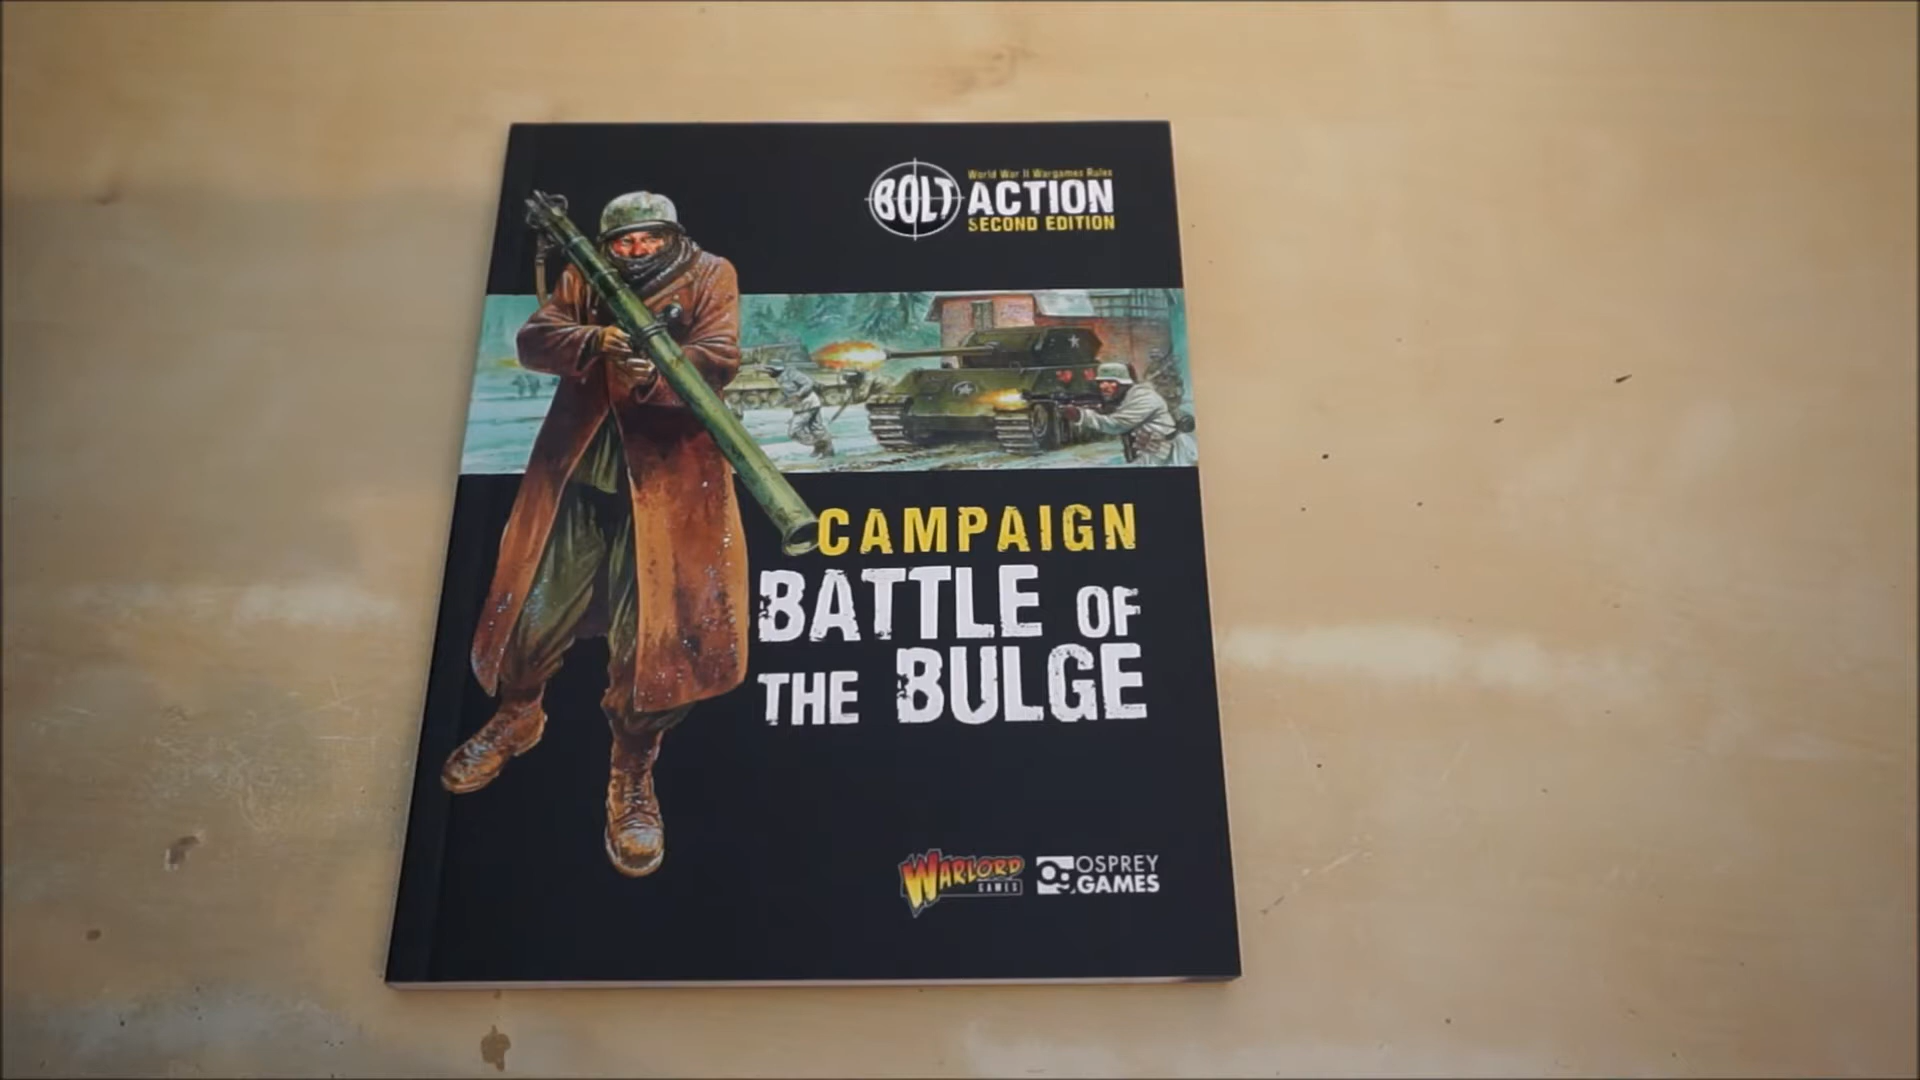 World War II Wargames Rules
BOLT ACTION
SECOND EDITION
CAMPAIGN
BATTLE OF
THE BULGE
WARLORD
GAMES
OSPREY
GAMES